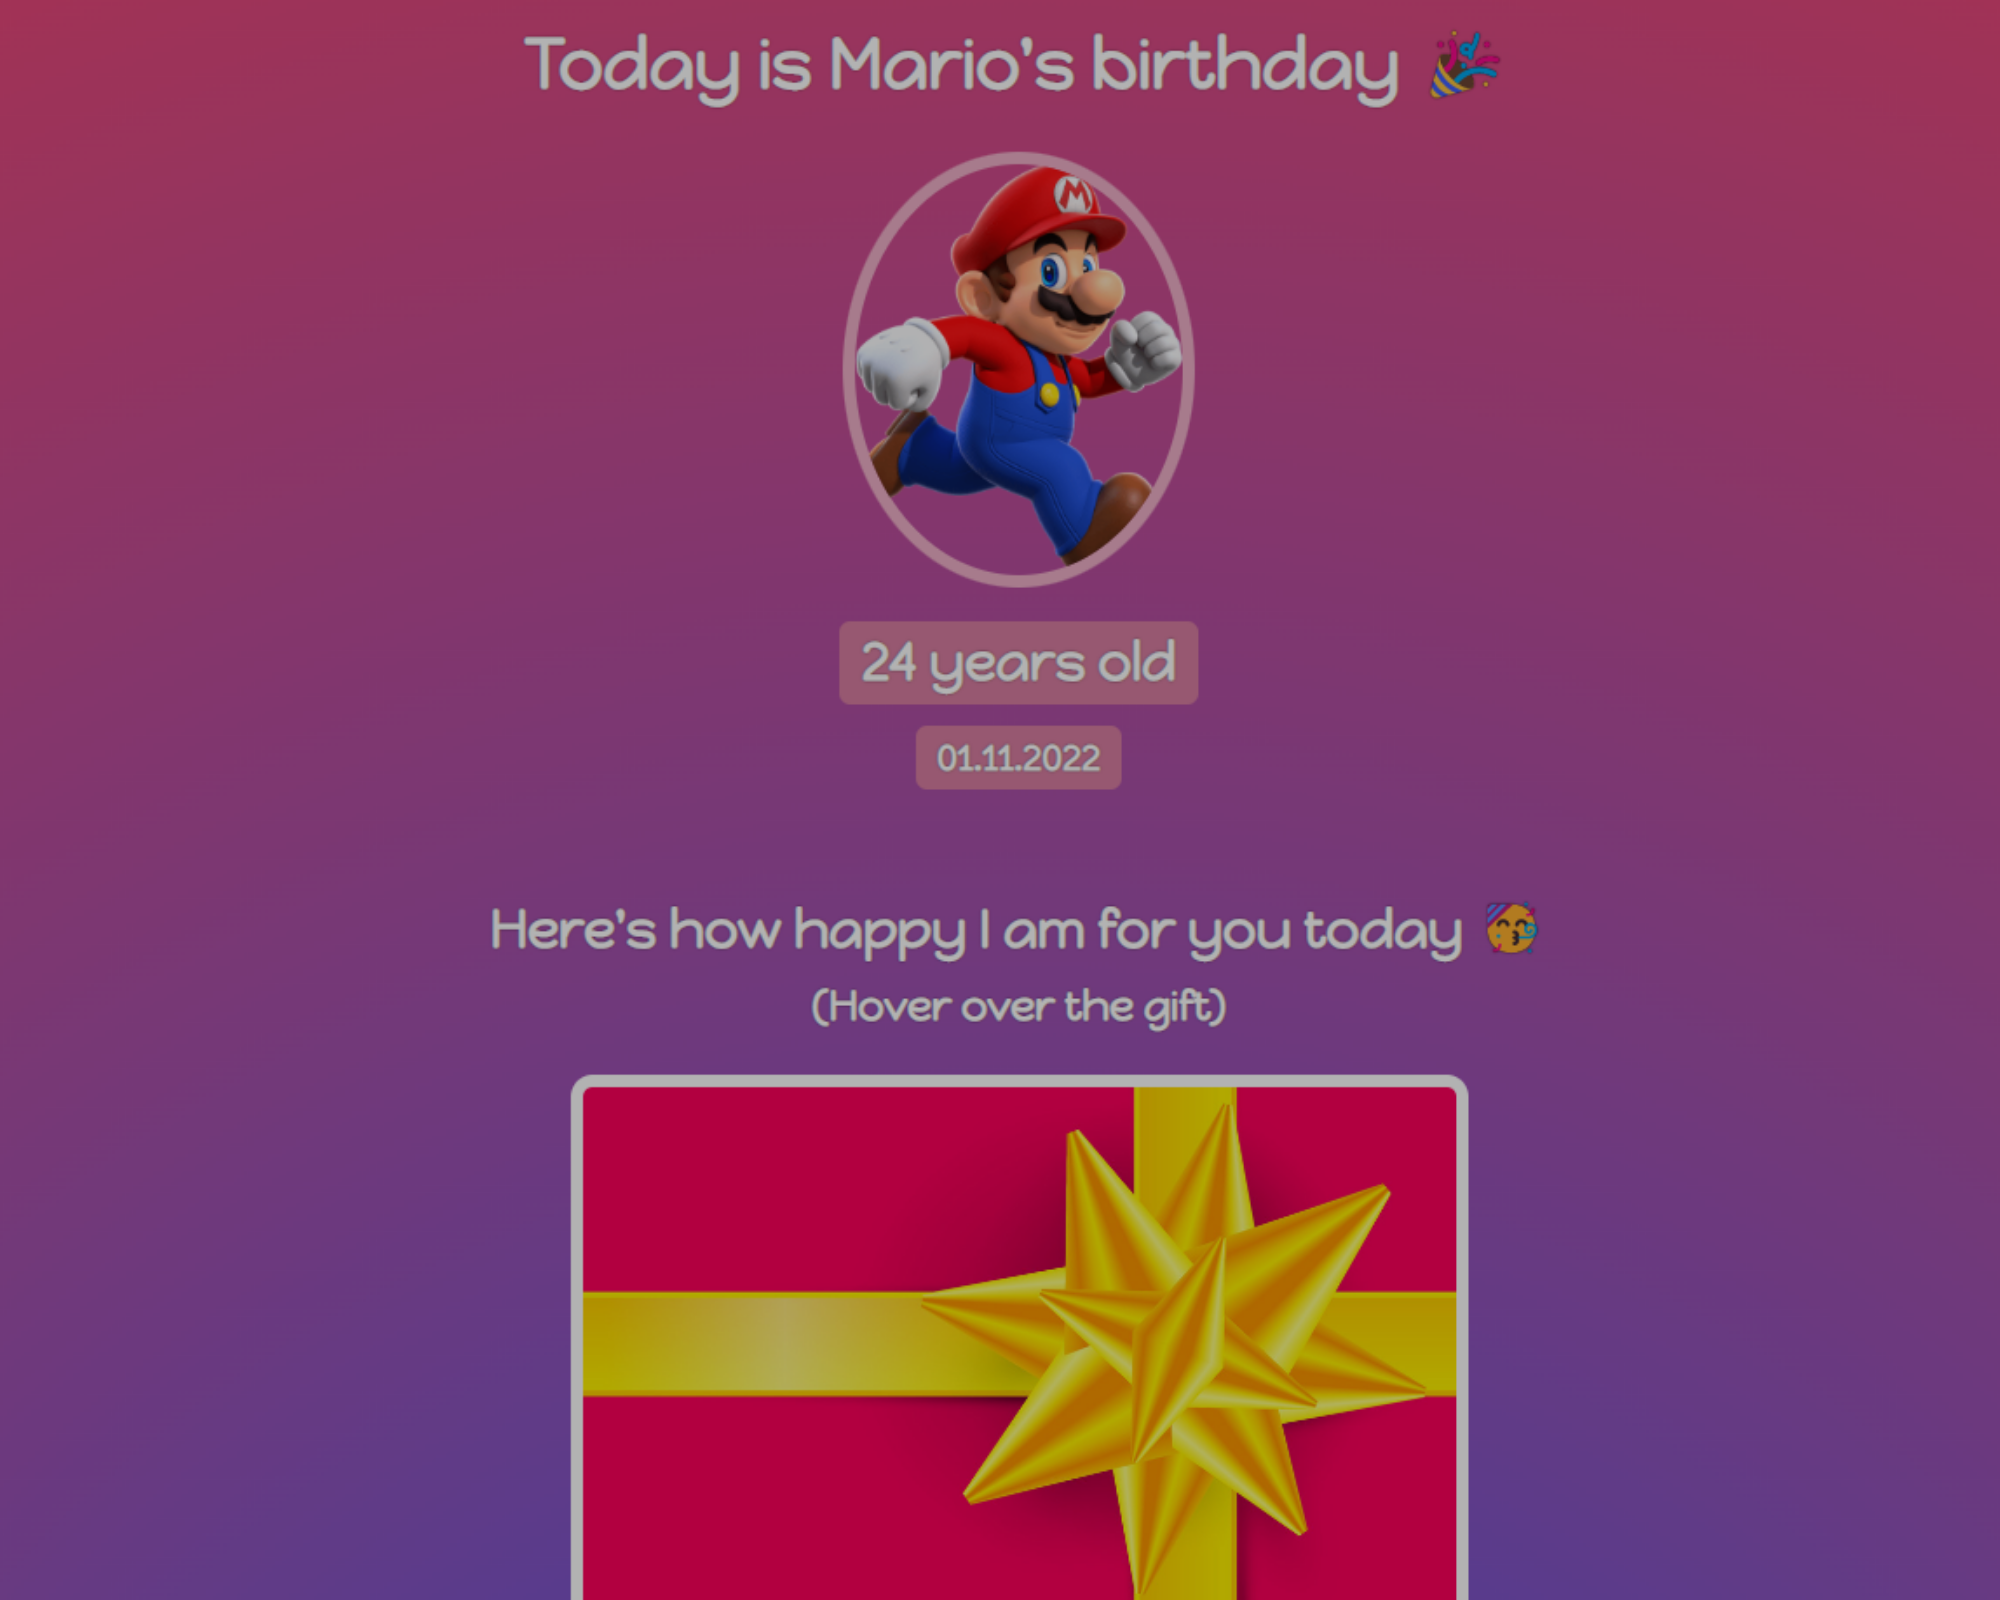 Today is Mario's birthday 🎉
M
24 years old
01.11.2022
Here's how happy I am for you today 🥳
(Hover over the gift)